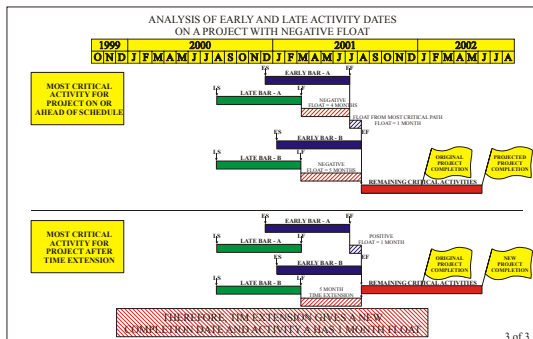 ANALYSIS OF EARLY AND LATE ACTIVITY DATES
ON A PROJECT WITH NEGATIVE FLOAT
1999 2000 2001 2002
O N D J F M A M J J A S O N D J F M A M J J A S O N D J F M A M J J A
MOST CRITICAL
ACTIVITY FOR
PROJECT ON OR
AHEAD OF SCHEDULE
ES EF
EARLY BAR - A
LS LF
LATE BAR - A
NEGATIVE
FLOAT = 4 MONTHS
FLOAT FROM MOST CRITICAL PATH
FLOAT = 1 MONTH
ES EF
EARLY BAR - B
LS LF
LATE BAR - B
NEGATIVE
FLOAT = 5 MONTHS
ORIGINAL
PROJECT
COMPLETION
PROJECTED
PROJECT
COMPLETION
REMAINING CRITICAL ACTIVITIES
MOST CRITICAL
ACTIVITY FOR
PROJECT AFTER
TIME EXTENSION
ES EF
EARLY BAR - A
LS LF
LATE BAR - A
POSITIVE
FLOAT = 1 MONTH
ES EF
EARLY BAR - B
LS LF
LATE BAR - B
5 MONTH
TIME EXTENSION
ORIGINAL
PROJECT
COMPLETION
NEW
PROJECT
COMPLETION
REMAINING CRITICAL ACTIVITIES
THEREFORE, TIM EXTENSION GIVES A NEW
COMPLETION DATE AND ACTIVITY A HAS 1 MONTH FLOAT
3 of 3